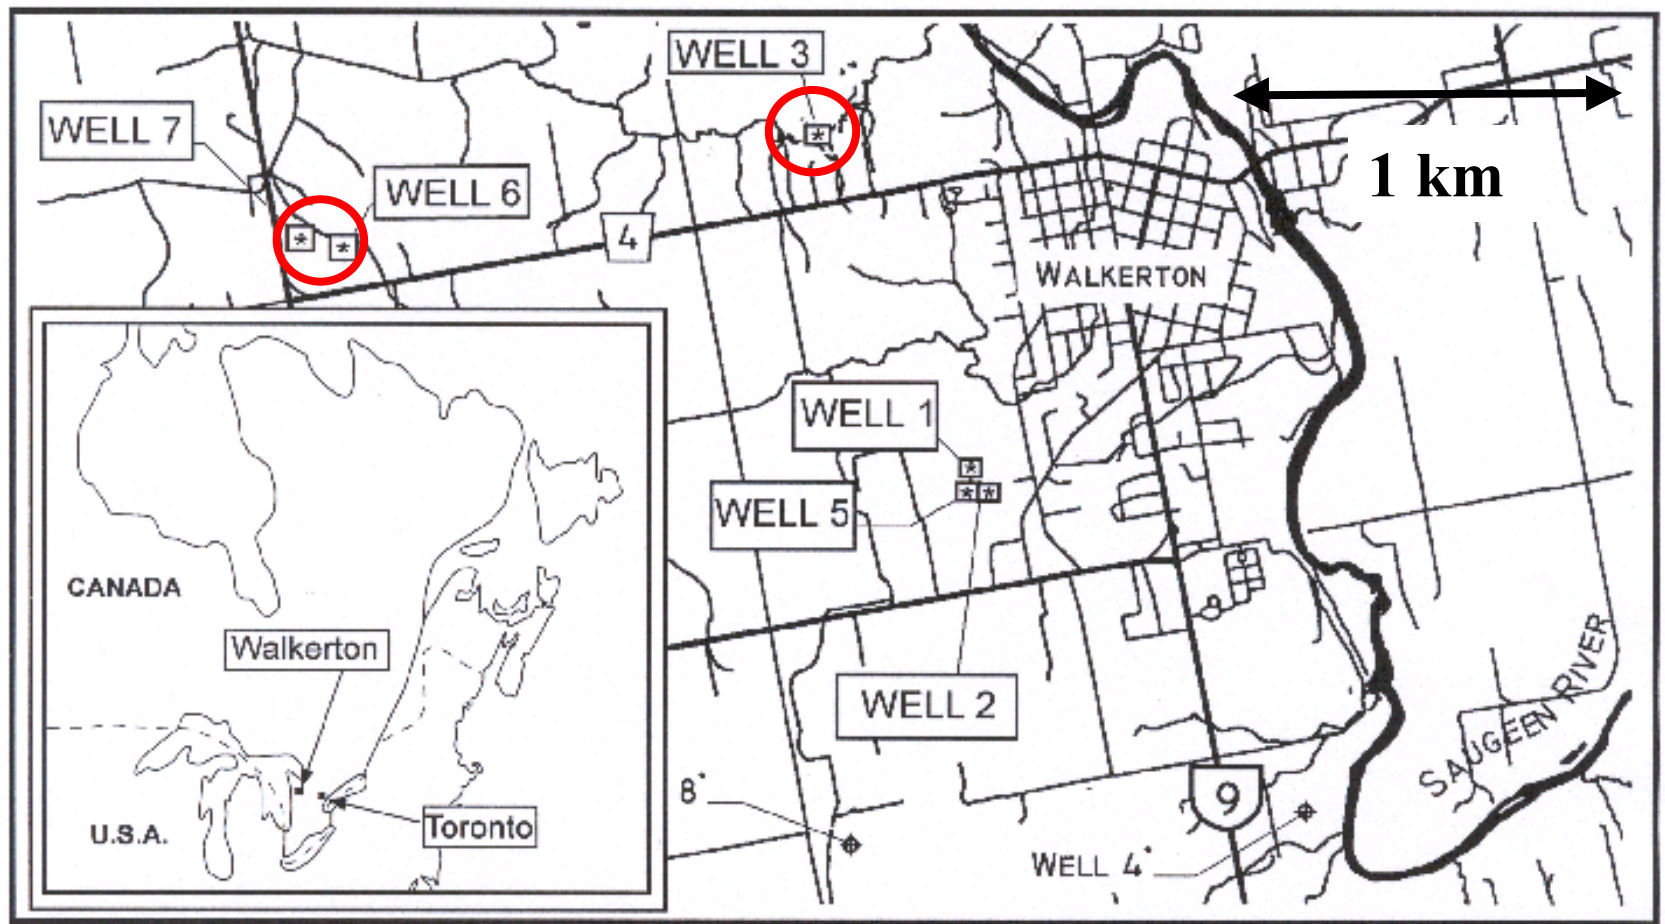 WELL 3
WELL 7
WELL 6
1 km
4
WALKERTON
WELL 1
WELL 5
CANADA
Walkerton
WELL 2
SAUGEEN RIVER
8*
9
Toronto
U.S.A.
WELL 4*